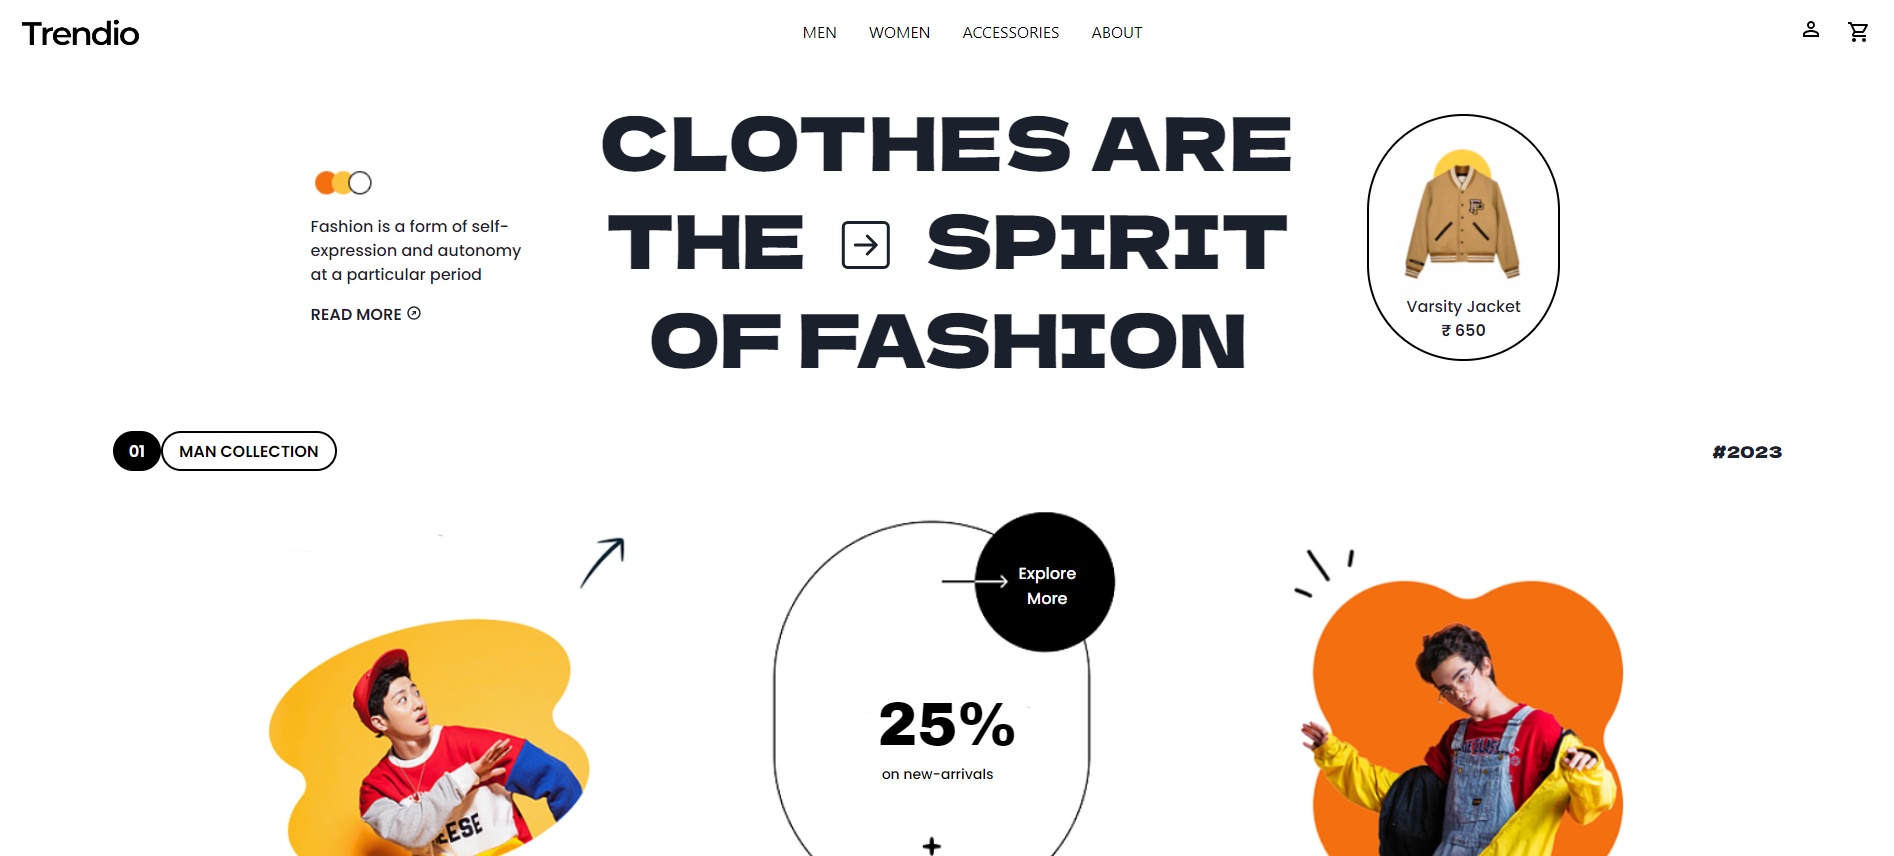 Trendio
MEN WOMEN ACCESSORIES ABOUT
CLOTHES ARE
THE SPIRIT
OF FASHION
Fashion is a form of self-
expression and autonomy
at a particular period
READ MORE
Varsity Jacket
₹ 650
01 MAN COLLECTION
#2023
Explore
More
25%
on new-arrivals